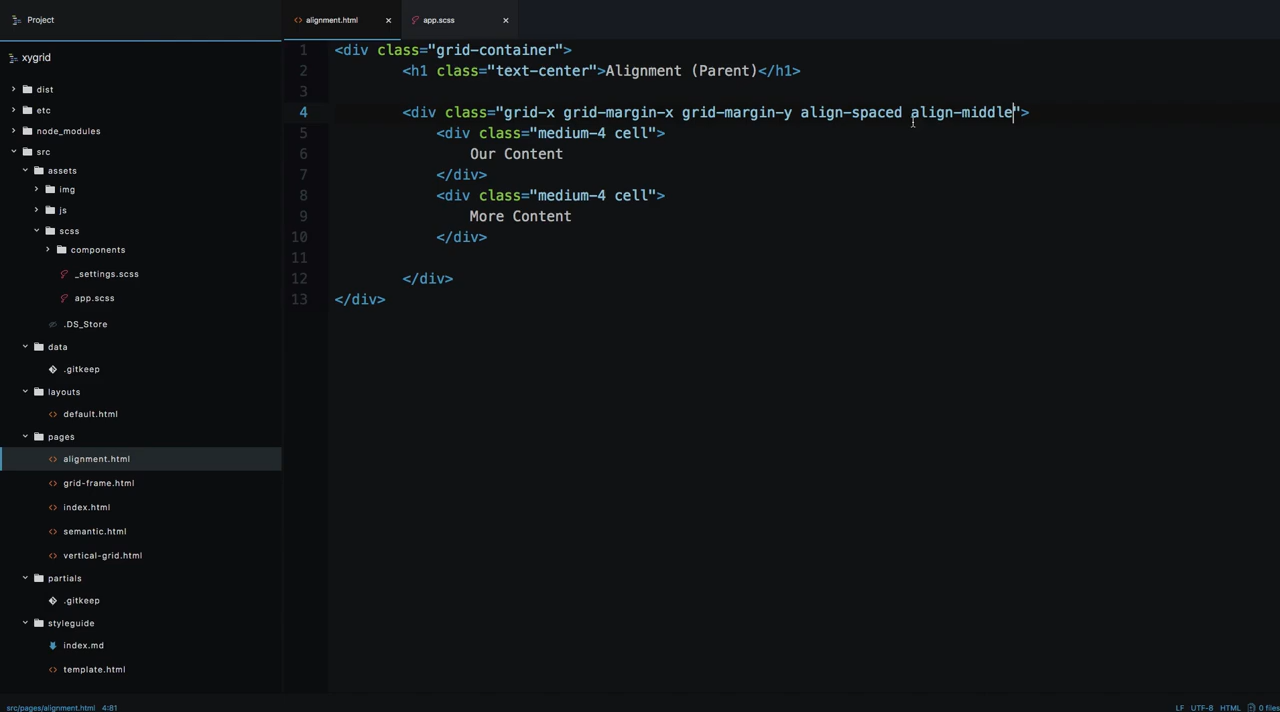 Project
alignment.html
app.scss
xygrid
dist
etc
node_modules
src
assets
img
js
scss
components
_settings.scss
app.scss
.DS_Store
data
.gitkeep
layouts
default.html
pages
alignment.html
grid-frame.html
index.html
semantic.html
vertical-grid.html
partials
.gitkeep
styleguide
index.md
template.html
1 <div class="grid-container">
2 <h1 class="text-center">Alignment (Parent)</h1>
3
4 <div class="grid-x grid-margin-x grid-margin-y align-spaced align-middle">
5 <div class="medium-4 cell">
6 Our Content
7 </div>
8 <div class="medium-4 cell">
9 More Content
10 </div>
11
12 </div>
13 </div>
src/pages/alignment.html 4:81
LF UTF-8 HTML 0 files